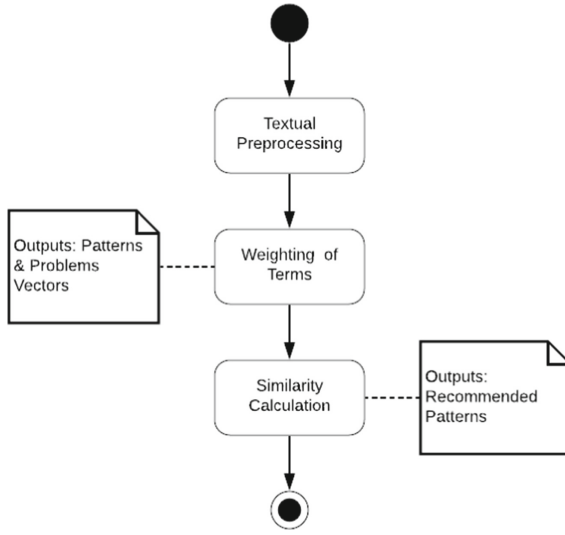 Textual
Preprocessing
Outputs: Patterns
& Problems
Vectors
Weighting of
Terms
Similarity
Calculation
Outputs:
Recommended
Patterns